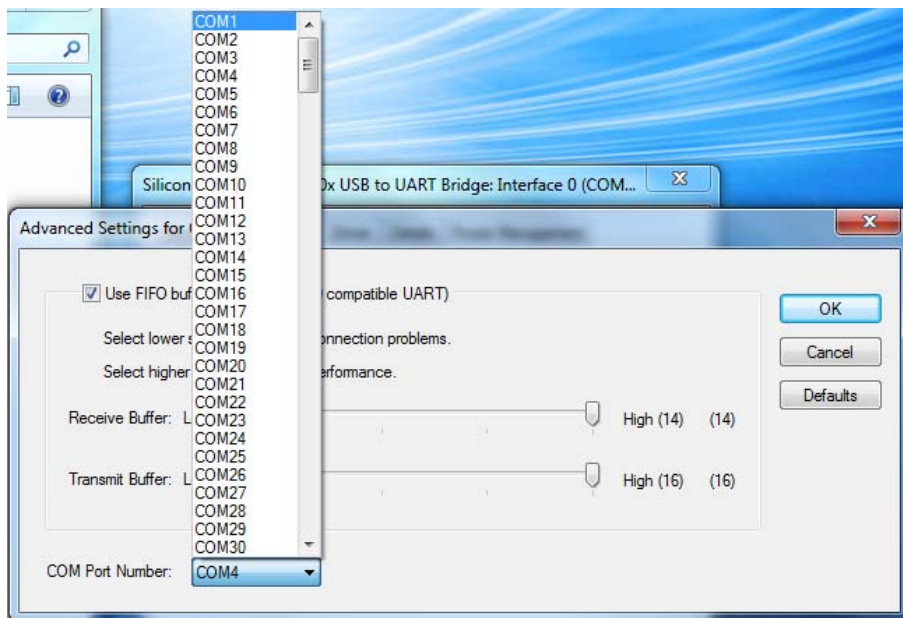 COM1
COM2
COM3
COM4
COM5
COM6
COM7
COM8
COM9
Silicon COM10 0x USB to UART Bridge: Interface 0 (COM...
COM11
Advanced Settings for COM12
COM13
COM14
COM15
Use FIFO buf COM16 compatible UART)
COM17
OK
Select lower s COM18 onnection problems.
COM19
Cancel
Select higher COM20 erformance.
COM21
Defaults
COM22
Receive Buffer: L COM23 High (14) (14)
COM24
COM25
Transmit Buffer: L COM26 High (16) (16)
COM27
COM28
COM29
COM30
COM Port Number: COM4